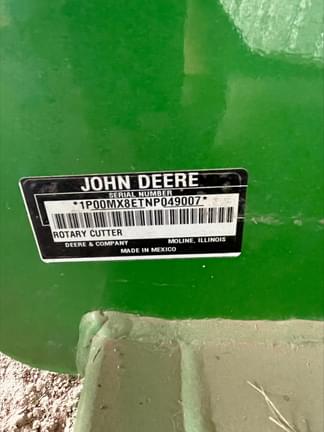 JOHN DEERE
SERIAL NUMBER
*1P00MX8ETNP049007*
ROTARY CUTTER
DEERE & COMPANY MOLINE, ILLINOIS
MADE IN MEXICO